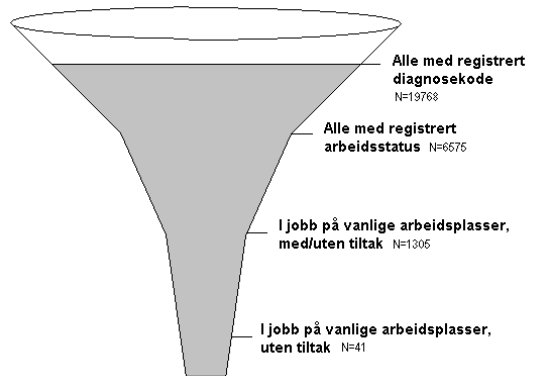 Alle med registrert
diagnosekode
N=19768
Alle med registrert
arbeidsstatus N=6575
I jobb på vanlige arbeidsplasser,
med/uten tiltak N=1305
I jobb på vanlige arbeidsplasser,
uten tiltak N=41